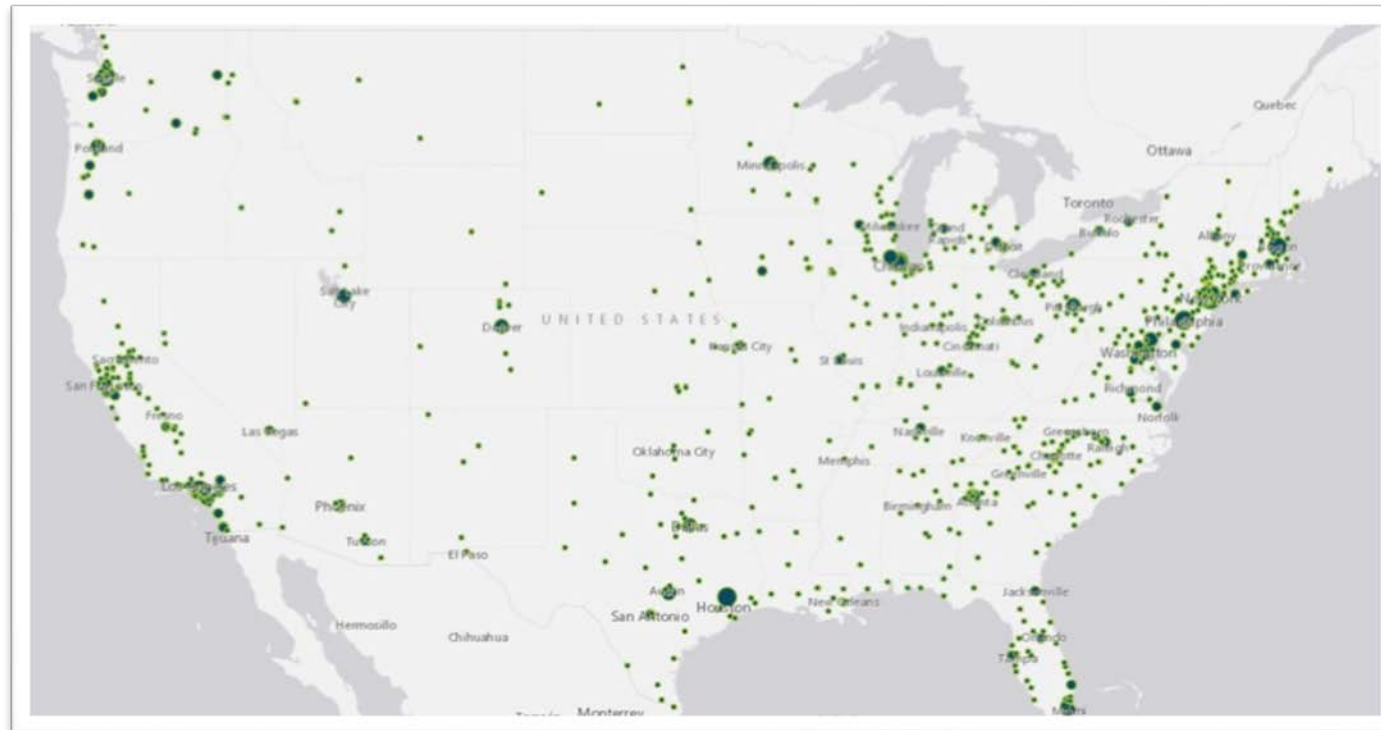 Seattle
Quebec
Portland
Ottawa
Minneapolis
Toronto
Rochester
Milwaukee
Grand
Rapids
Buffalo
Albany
Boston
Detroit
Providence
Chicago
Cleveland
Salt Lake
City
New York
Pittsburgh
Denver
UNITED STATES
Indianapolis
Columbus
Philadelphia
Kansas City
Cincinnati
Sacramento
St Louis
Washington
San Francisco
Louisville
Richmond
Fresno
Norfolk
Las Vegas
Nashville
Knoxville
Greensboro
Raleigh
Oklahoma City
Charlotte
Memphis
Greenville
Los Angeles
Phoenix
Birmingham
Atlanta
Dallas
Tijuana
Tucson
El Paso
Austin
Jacksonville
New Orleans
Houston
San Antonio
Hermosillo
Chihuahua
Orlando
Tampa
Miami
Monterrey